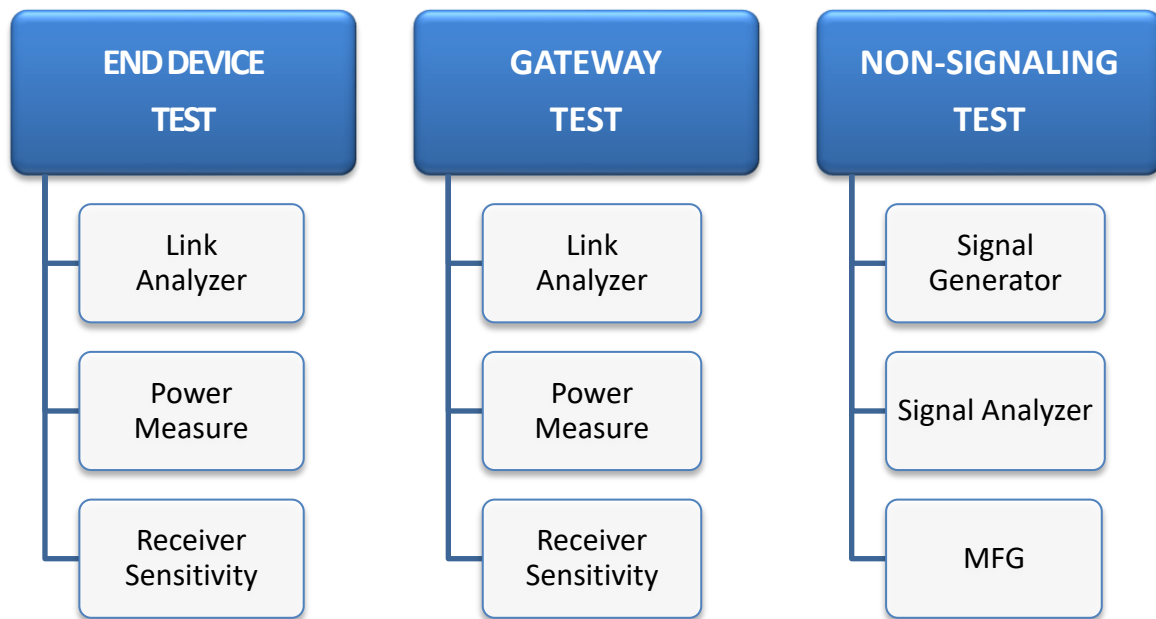 END DEVICE
TEST
Link
Analyzer
Power
Measure
Receiver
Sensitivity
GATEWAY
TEST
Link
Analyzer
Power
Measure
Receiver
Sensitivity
NON-SIGNALING
TEST
Signal
Generator
Signal Analyzer
MFG